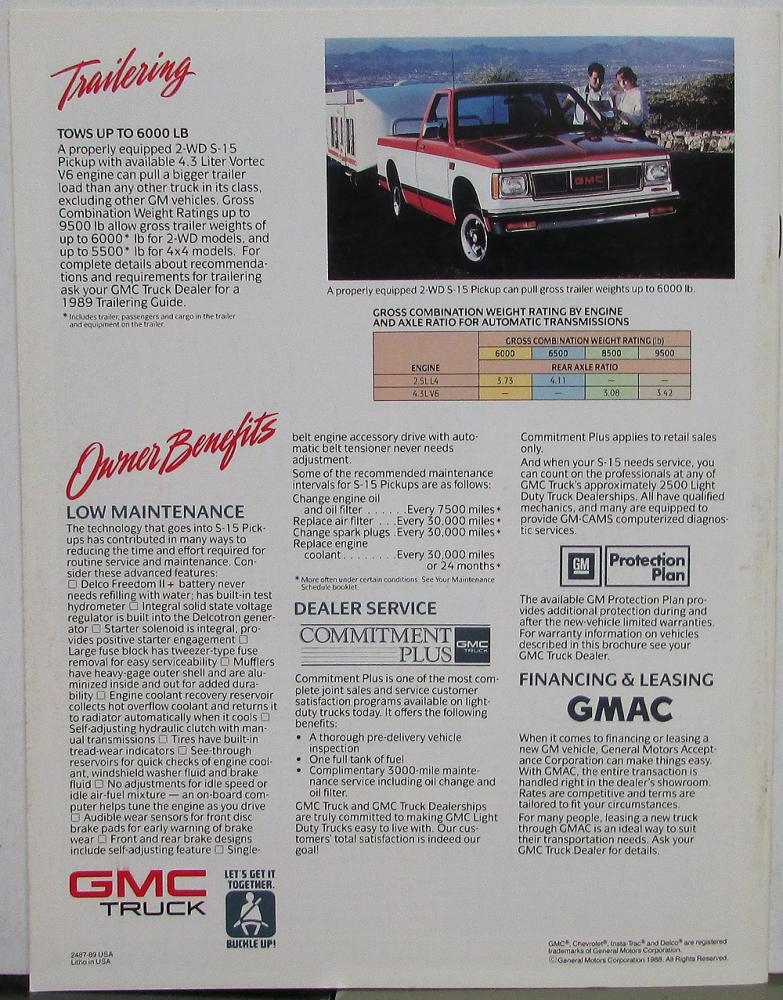 Trailering
TOWS UP TO 6000 LB
A properly equipped 2-WD S-15
Pickup with available 4.3 Liter Vortec
V6 engine can pull a bigger trailer
load than any other truck in its class,
excluding other GM vehicles. Gross
Combination Weight Ratings up to
9500 lb allow gross trailer weights of
up to 6000* lb for 2-WD models, and
up to 5500* lb for 4x4 models. For
complete details about recommenda-
tions and requirements for trailering
ask your GMC Truck Dealer for a
1989 Trailering Guide.
* Includes trailer, passengers and cargo in the trailer
and equipment on the trailer.
GMC
A properly equipped 2-WD S-15 Pickup can pull gross trailer weights up to 6000 lb.
GROSS COMBINATION WEIGHT RATING BY ENGINE
AND AXLE RATIO FOR AUTOMATIC TRANSMISSIONS
GROSS COMBINATION WEIGHT RATING (lb)
6000 6500 8500 9500
ENGINE REAR AXLE RATIO
2.5L L4 3.73 4.11 — —
4.3L V6 — — 3.08 3.42
Owner Benefits
LOW MAINTENANCE
The technology that goes into S-15 Pick-
ups has contributed in many ways to
reducing the time and effort required for
routine service and maintenance. Con-
sider these advanced features:
☐ Delco Freedom II + battery never
needs refilling with water; has built-in test
hydrometer ☐ Integral solid state voltage
regulator is built into the Delcotron gener-
ator ☐ Starter solenoid is integral, pro-
vides positive starter engagement ☐
Large fuse block has tweezer-type fuse
removal for easy serviceability ☐ Mufflers
have heavy-gage outer shell and are alu-
minized inside and out for added dura-
bility ☐ Engine coolant recovery reservoir
collects hot overflow coolant and returns it
to radiator automatically when it cools ☐
Self-adjusting hydraulic clutch with man-
ual transmissions ☐ Tires have built-in
tread-wear indicators ☐ See-through
reservoirs for quick checks of engine cool-
ant, windshield washer fluid and brake
fluid ☐ No adjustments for idle speed or
idle air-fuel mixture — an on-board com-
puter helps tune the engine as you drive
☐ Audible wear sensors for front disc
brake pads for early warning of brake
wear ☐ Front and rear brake designs
include self-adjusting feature ☐ Single-
belt engine accessory drive with auto-
matic belt tensioner never needs
adjustment.
Some of the recommended maintenance
intervals for S-15 Pickups are as follows:
Change engine oil
and oil filter . . . . . .Every 7500 miles*
Replace air filter . . .Every 30,000 miles*
Change spark plugs .Every 30,000 miles*
Replace engine
coolant. . . . . . . .Every 30,000 miles
or 24 months*
* More often under certain conditions. See Your Maintenance
Schedule booklet.
DEALER SERVICE
COMMITMENT
PLUS
GMC
TRUCK
Commitment Plus is one of the most com-
plete joint sales and service customer
satisfaction programs available on light-
duty trucks today. It offers the following
benefits:
• A thorough pre-delivery vehicle
inspection
• One full tank of fuel
• Complimentary 3000-mile mainte-
nance service including oil change and
oil filter.
GMC Truck and GMC Truck Dealerships
are truly committed to making GMC Light
Duty Trucks easy to live with. Our cus-
tomers' total satisfaction is indeed our
goal!
Commitment Plus applies to retail sales
only.
And when your S-15 needs service, you
can count on the professionals at any of
GMC Truck's approximately 2500 Light
Duty Truck Dealerships. All have qualified
mechanics, and many are equipped to
provide GM-CAMS computerized diagnos-
tic services.
GM
Protection
Plan
The available GM Protection Plan pro-
vides additional protection during and
after the new-vehicle limited warranties.
For warranty information on vehicles
described in this brochure see your
GMC Truck Dealer.
FINANCING & LEASING
GMAC
When it comes to financing or leasing a
new GM vehicle, General Motors Accept-
ance Corporation can make things easy.
With GMAC, the entire transaction is
handled right in the dealer's showroom.
Rates are competitive and terms are
tailored to fit your circumstances.
For many people, leasing a new truck
through GMAC is an ideal way to suit
their transportation needs. Ask your
GMC Truck Dealer for details.
GMC
TRUCK
LET'S GET IT
TOGETHER.
BUCKLE UP!
2487-89 USA
Litho in USA
GMC®, Chevrolet®, Insta-Trac® and Delco® are registered
trademarks of General Motors Corporation.
©General Motors Corporation 1988. All Rights Reserved.